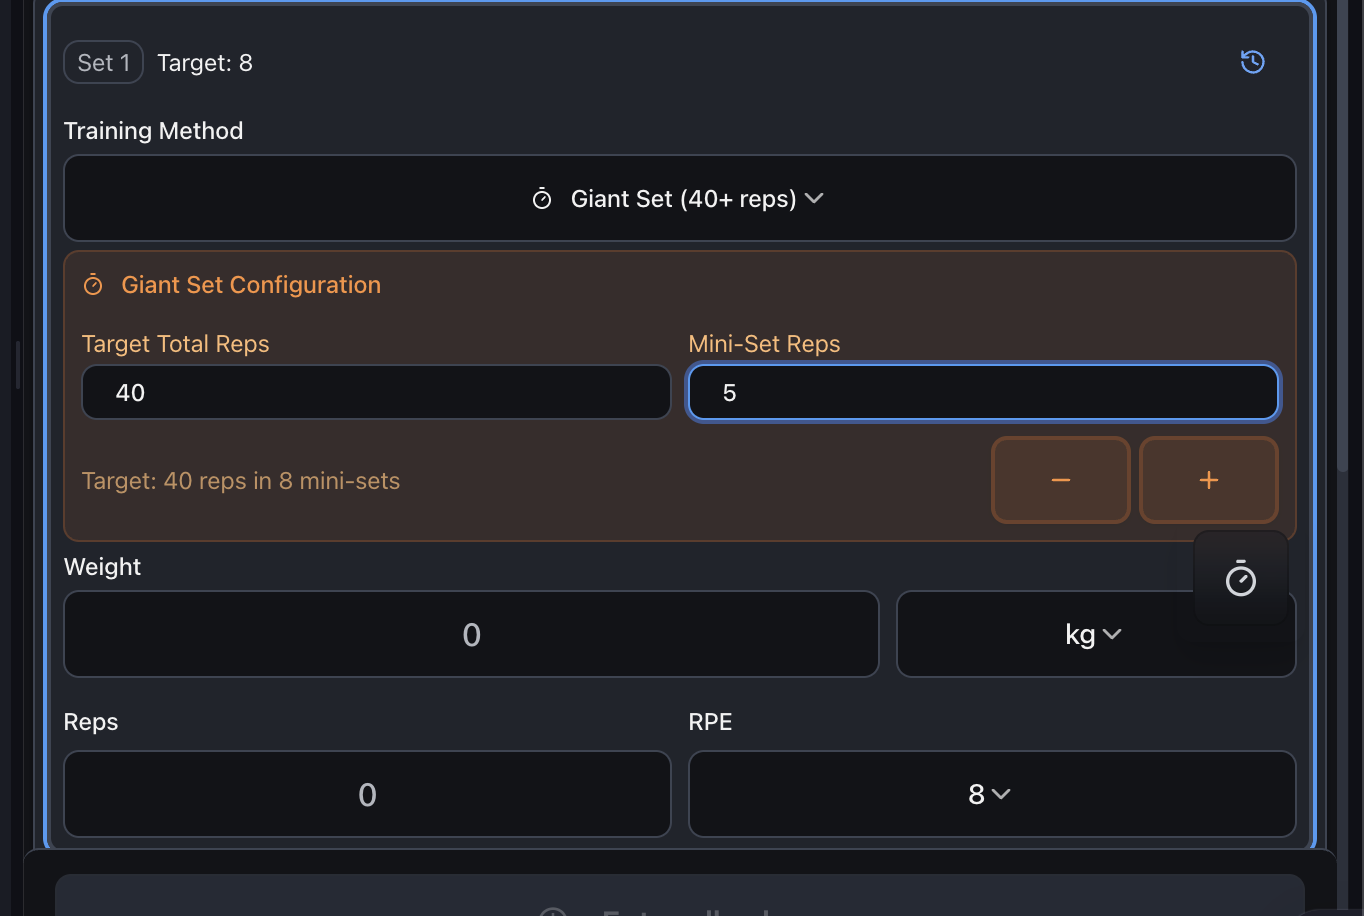 Set 1 Target: 8
Training Method
Giant Set (40+ reps)
Giant Set Configuration
Target Total Reps Mini-Set Reps
40 5
Target: 40 reps in 8 mini-sets − +
Weight
0 kg
Reps RPE
0 8